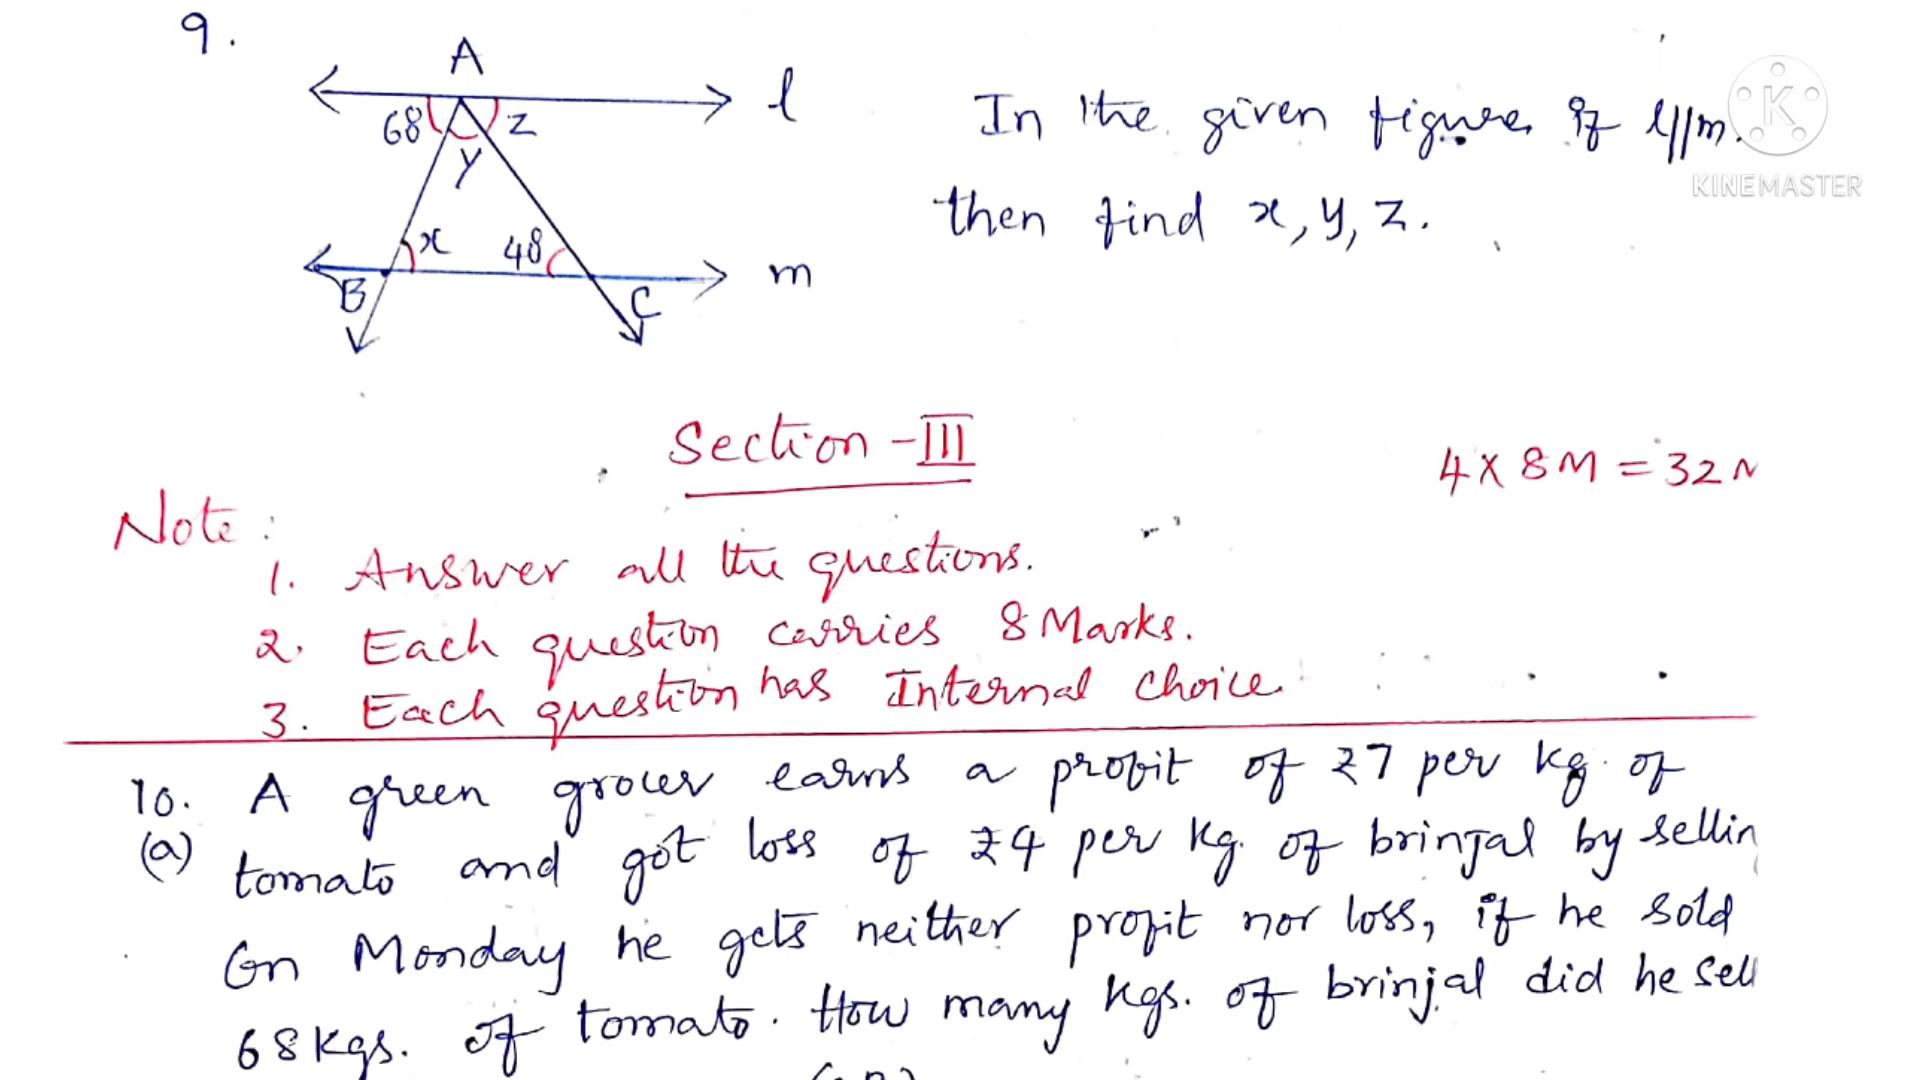 9.
A
l
68
z
y
x
48
B
C
m
In the given figure, if l//m.
then find x, y, z.
KINEMASTER
Section -III
4 X 8M = 32
Note:
1. Answer all the questions.
2. Each question carries 8 Marks.
3. Each question has Internal choice.
10. A green grocer earns a profit of ₹7 per kg. of
(a) tomato and got loss of ₹4 per kg. of brinjal by sellin
On Monday he gets neither profit nor loss, if he sold
68 kgs. of tomato. How many kgs. of brinjal did he sell